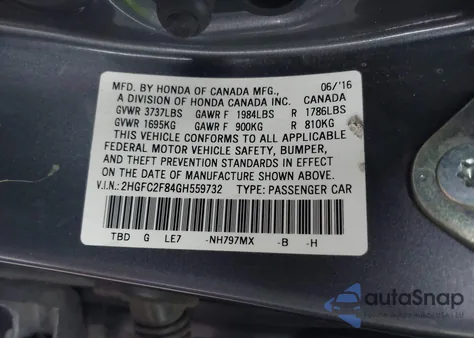 MFD. BY HONDA OF CANADA MFG., 06/'16
A DIVISION OF HONDA CANADA INC. CANADA
GVWR 3737LBS GAWR F 1984LBS R 1786LBS
GVWR 1695KG GAWR F 900KG R 810KG
THIS VEHICLE CONFORMS TO ALL APPLICABLE
FEDERAL MOTOR VEHICLE SAFETY, BUMPER,
AND THEFT PREVENTION STANDARDS IN EFFECT
ON THE DATE OF MANUFACTURE SHOWN ABOVE.
V.I.N.: 2HGFC2F84GH559732 TYPE: PASSENGER CAR
TBD G LE7 -NH797MX -B -H
autoSnap